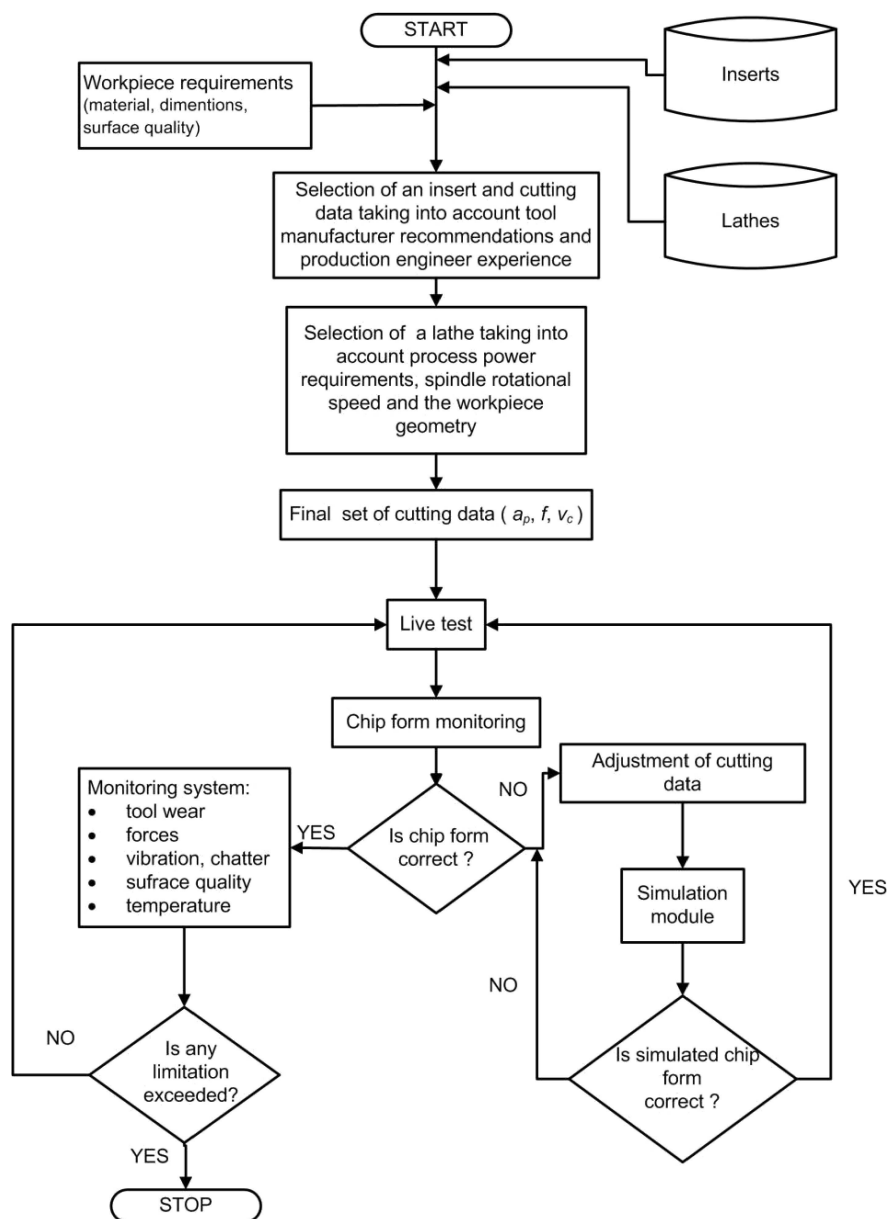 START
Inserts
Workpiece requirements
(material, dimentions,
surface quality)
Lathes
Selection of an insert and cutting
data taking into account tool
manufacturer recommendations and
production engineer experience
Selection of a lathe taking into
account process power
requirements, spindle rotational
speed and the workpiece
geometry
Final set of cutting data ( ap, f, vc )
Live test
Chip form monitoring
Adjustment of cutting
data
NO
Monitoring system:
• tool wear
• forces
• vibration, chatter
• sufrace quality
• temperature
YES
Is chip form
correct ?
Simulation
module
YES
NO
NO
Is any
limitation
exceeded?
Is simulated chip
form
correct ?
YES
STOP